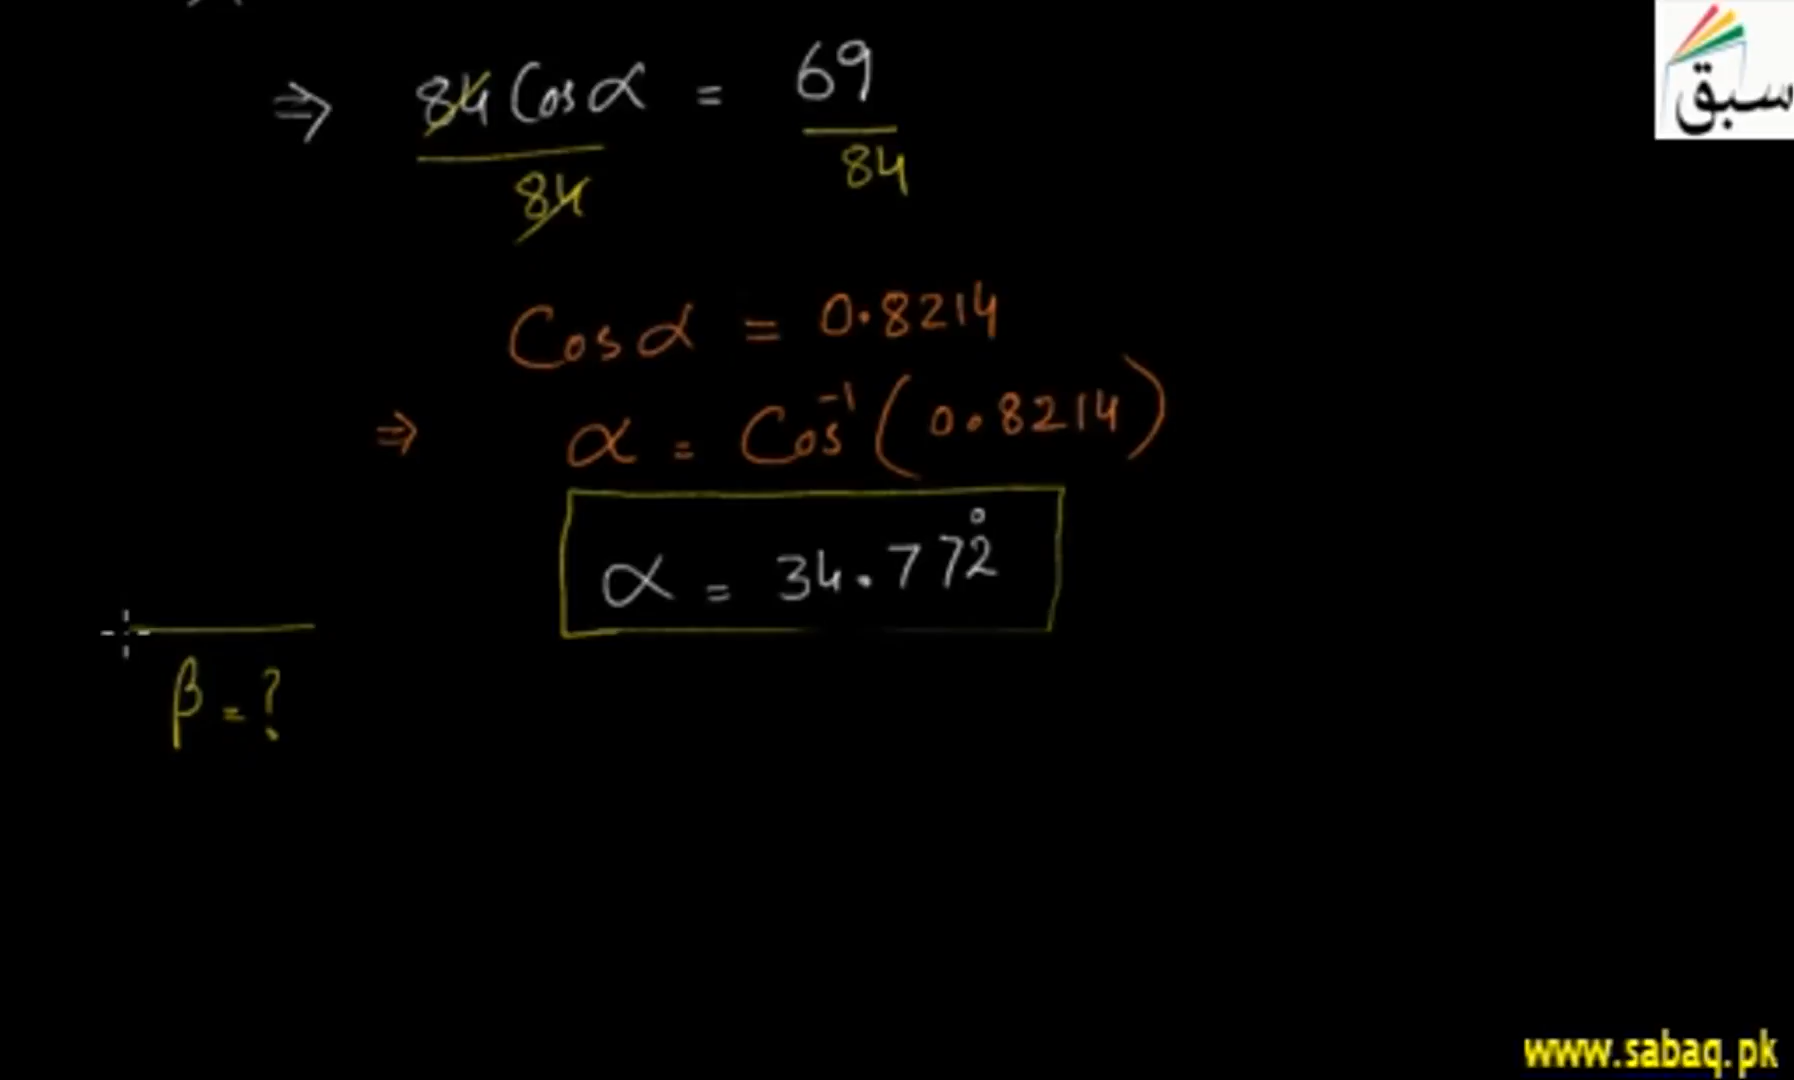 ⇒ 84 Cos α / 84 = 69 / 84
سبق
Cos α = 0.8214
⇒ α = Cos⁻¹ (0.8214)
α = 34.772°
β = ?
www.sabaq.pk